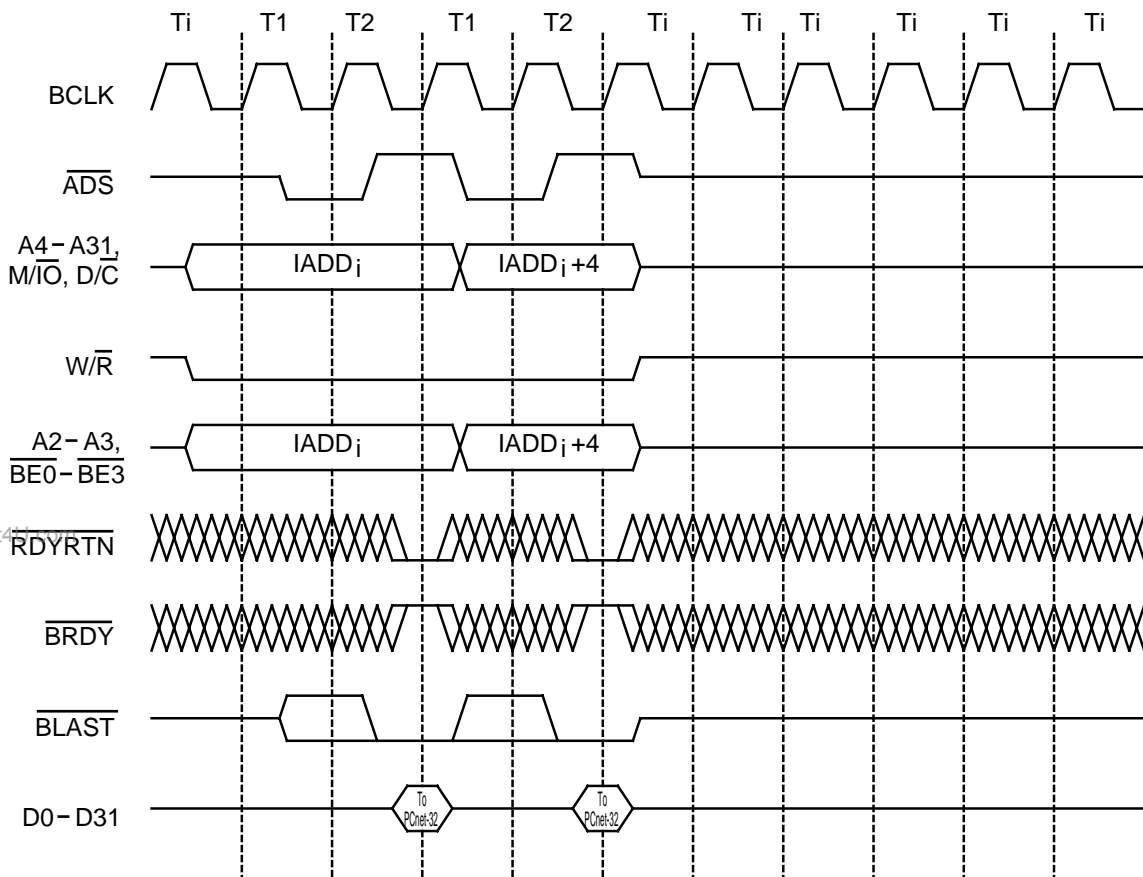 Ti T1 T2 T1 T2 Ti Ti Ti Ti Ti
BCLK
ADS
A4–A31,
M/IO, D/C
IADDi IADDi+4
W/R
A2–A3,
BE0–BE3
IADDi IADDi+4
RDYRTN
BRDY
BLAST
D0–D31
To
PCnet-32
To
PCnet-32